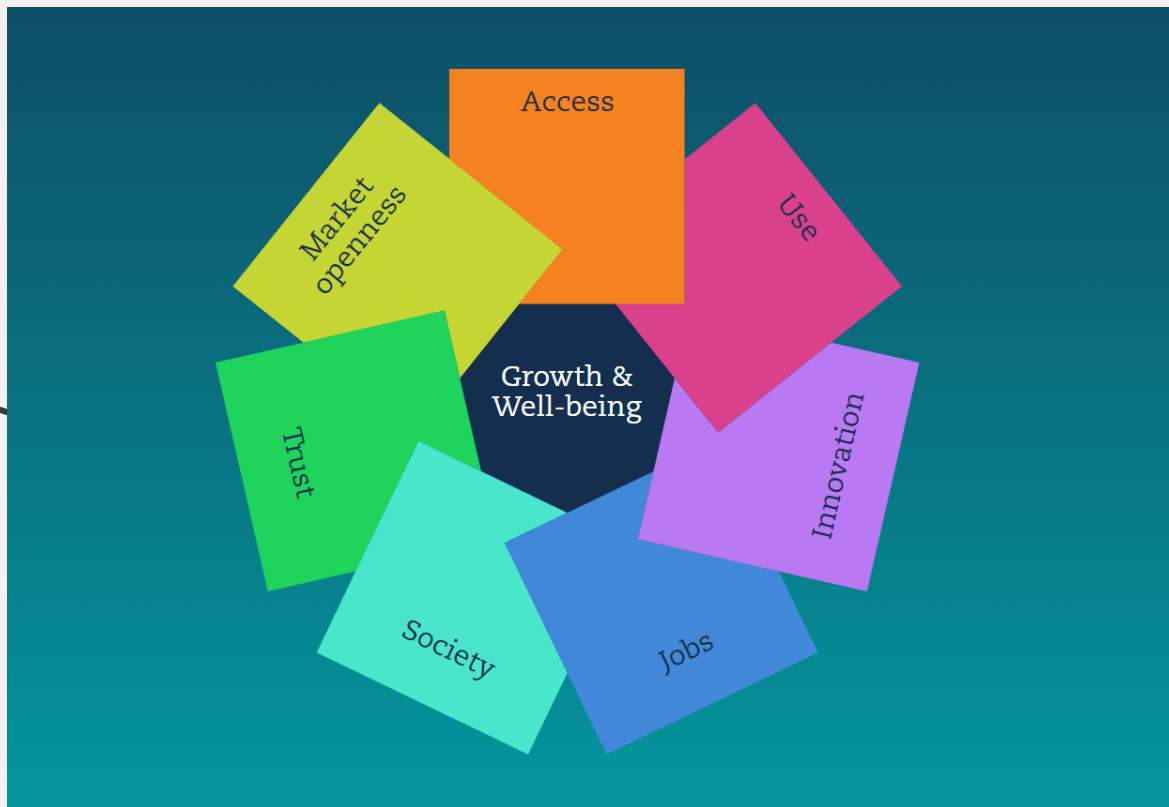 Access
Use
Innovation
Jobs
Society
Trust
Market
openness
Growth &
Well-being